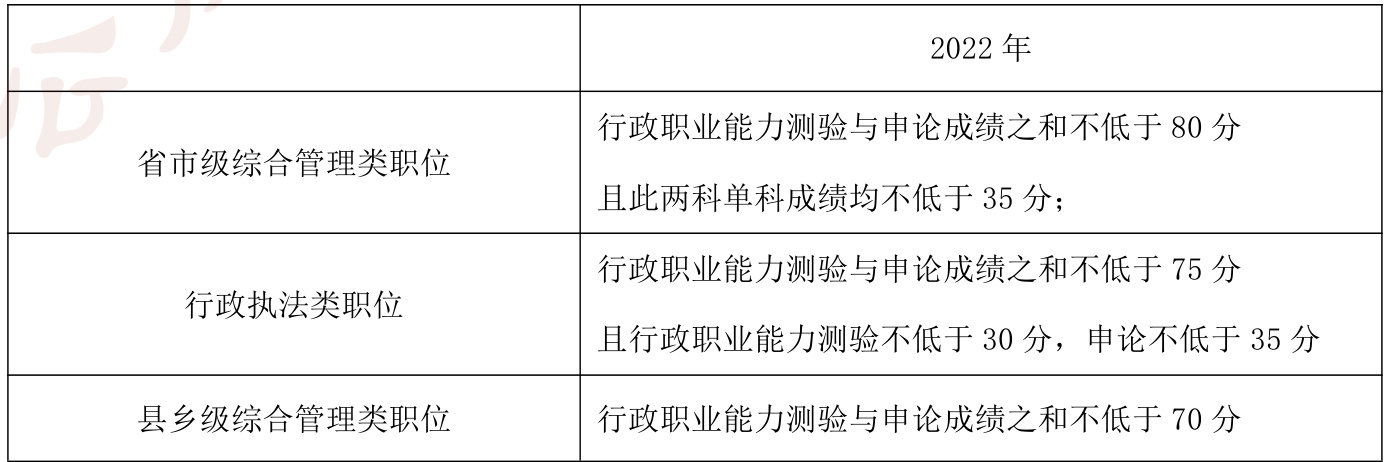 2022 年
省市级综合管理类职位
行政职业能力测验与申论成绩之和不低于 80 分
且此两科单科成绩均不低于 35 分；
行政执法类职位
行政职业能力测验与申论成绩之和不低于 75 分
且行政职业能力测验不低于 30 分，申论不低于 35 分
县乡级综合管理类职位
行政职业能力测验与申论成绩之和不低于 70 分